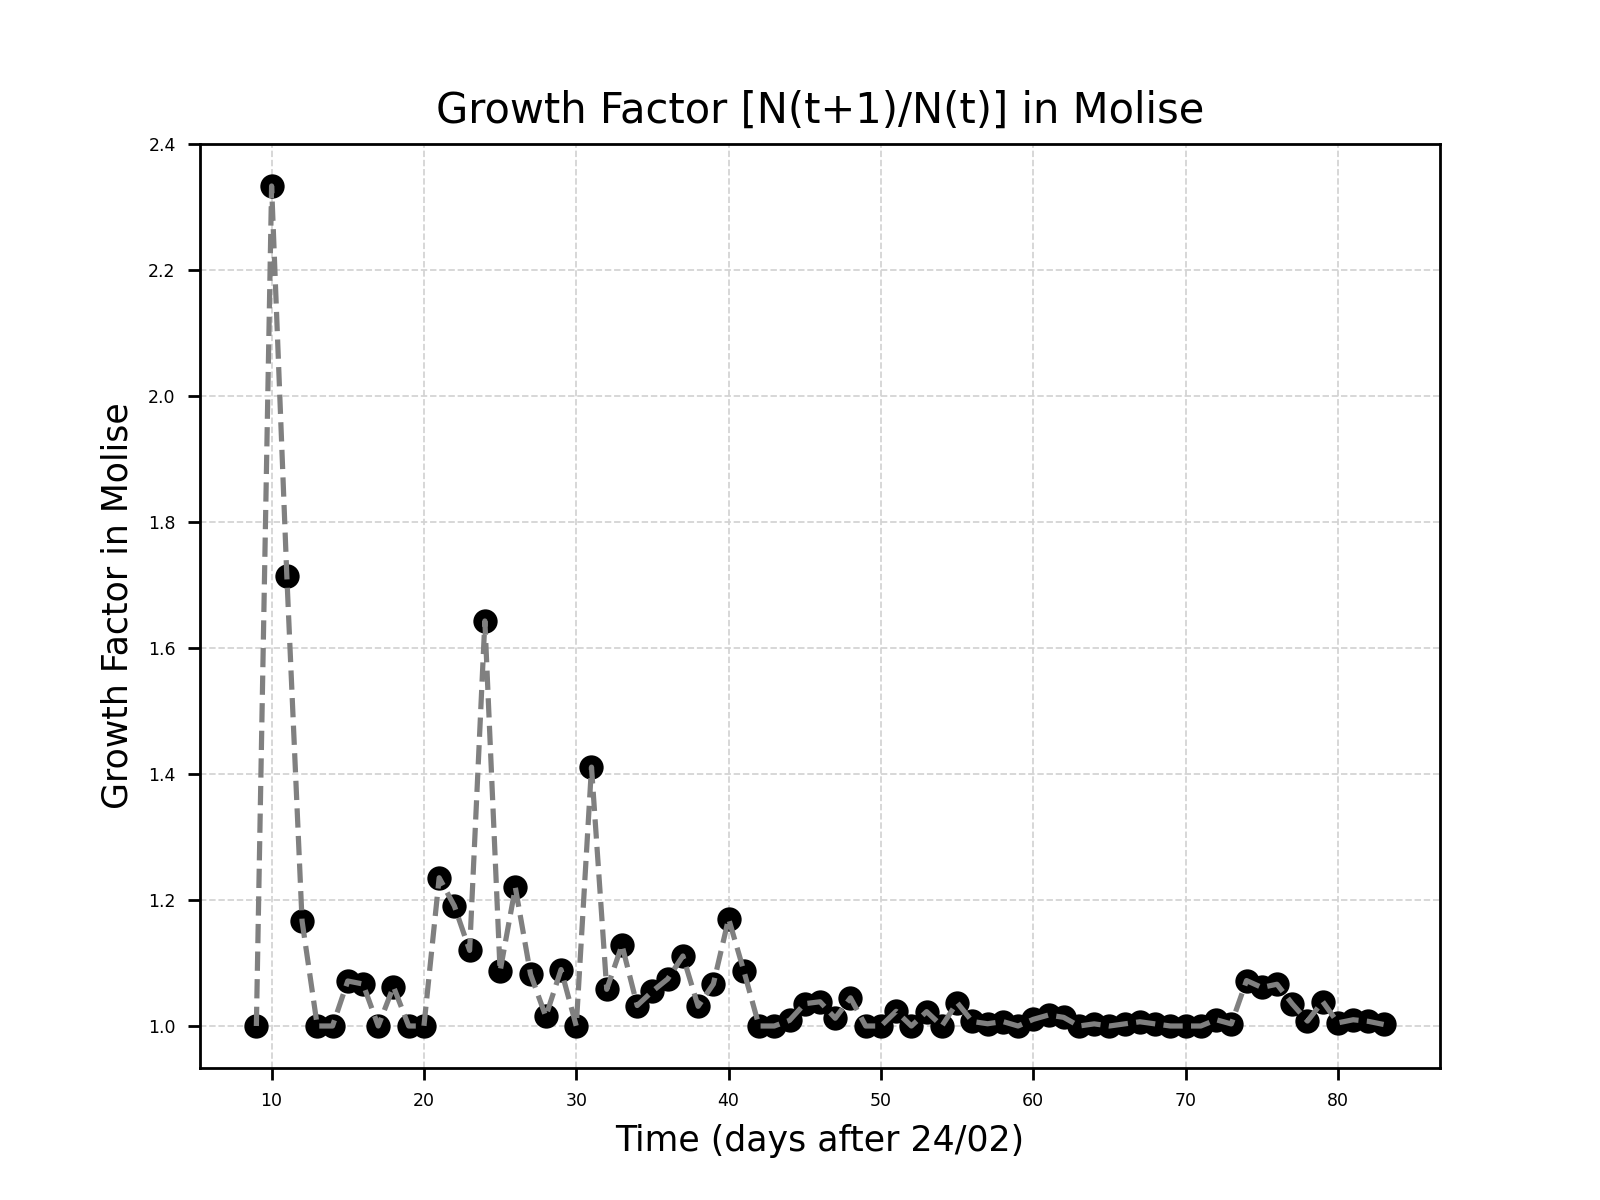 Growth Factor [N(t+1)/N(t)] in Molise
Growth Factor in Molise
2.4
2.2
2.0
1.8
1.6
1.4
1.2
1.0
10 20 30 40 50 60 70 80
Time (days after 24/02)